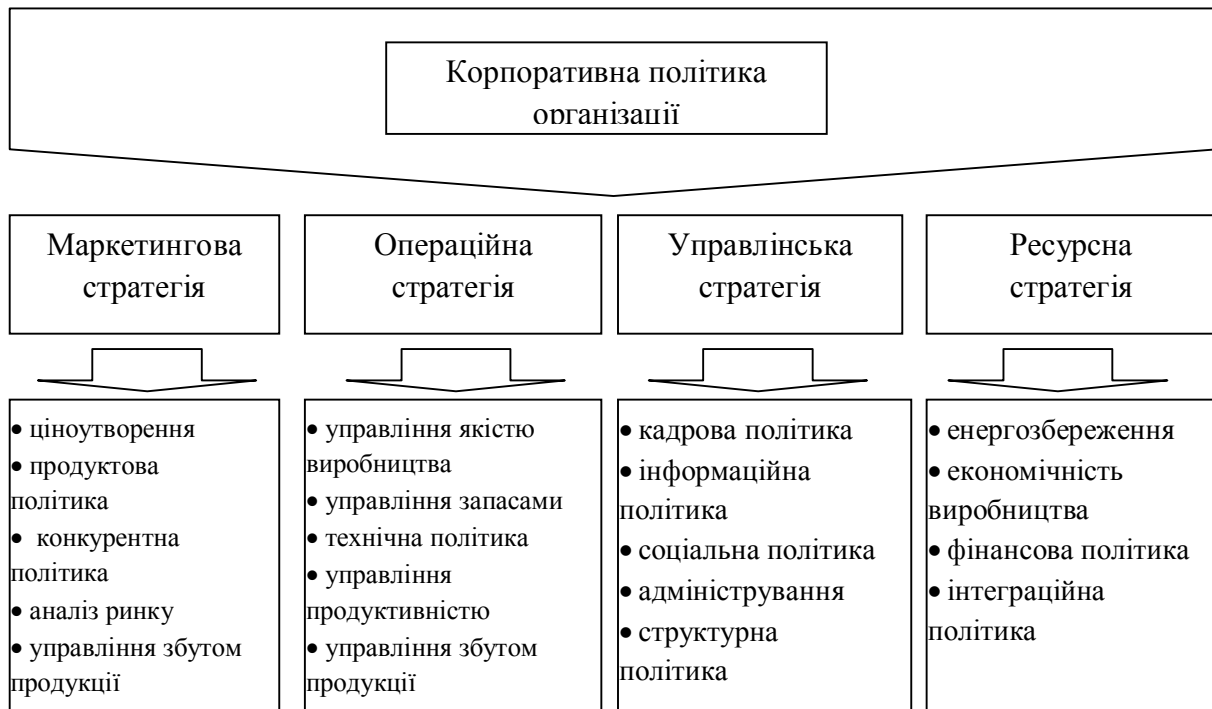 Корпоративна політика
організації
Маркетингова
стратегія
Операційна
стратегія
Управлінська
стратегія
Ресурсна
стратегія
• ціноутворення
• продуктова
політика
• конкурентна
політика
• аналіз ринку
• управління збутом
продукції
• управління якістю
виробництва
• управління запасами
• технічна політика
• управління
продуктивністю
• управління збутом
продукції
• кадрова політика
• інформаційна
політика
• соціальна політика
• адміністрування
• структурна
політика
• енергозбереження
• економічність
виробництва
• фінансова політика
• інтеграційна
політика